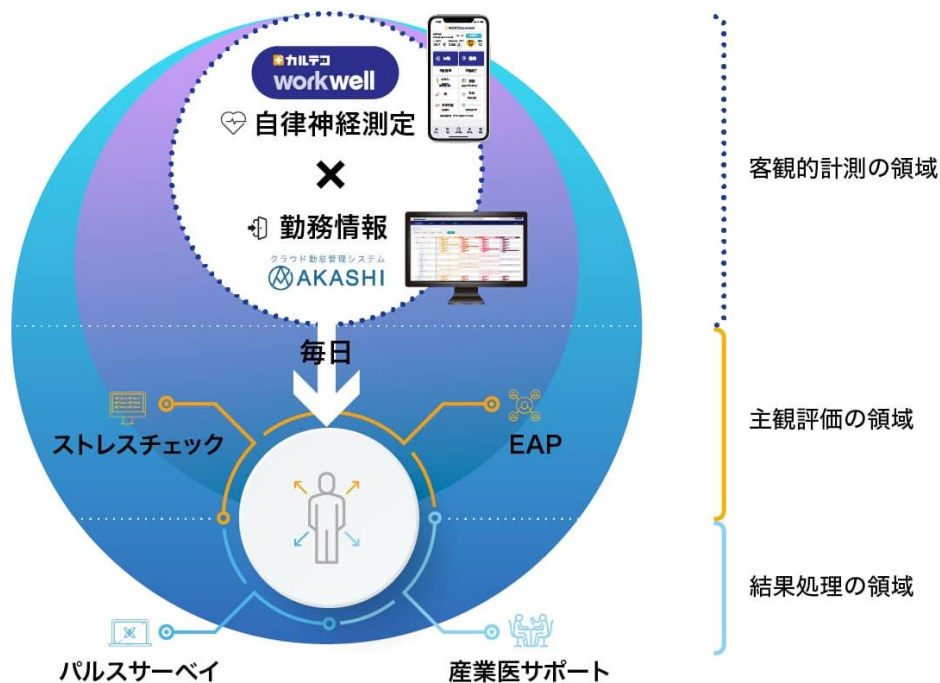 カルテコ
workwell
自律神経測定
×
勤務情報
クラウド勤怠管理システム
AKASHI
毎日
ストレスチェック
EAP
パルスサーベイ
産業医サポート
客観的計測の領域
主観評価の領域
結果処理の領域